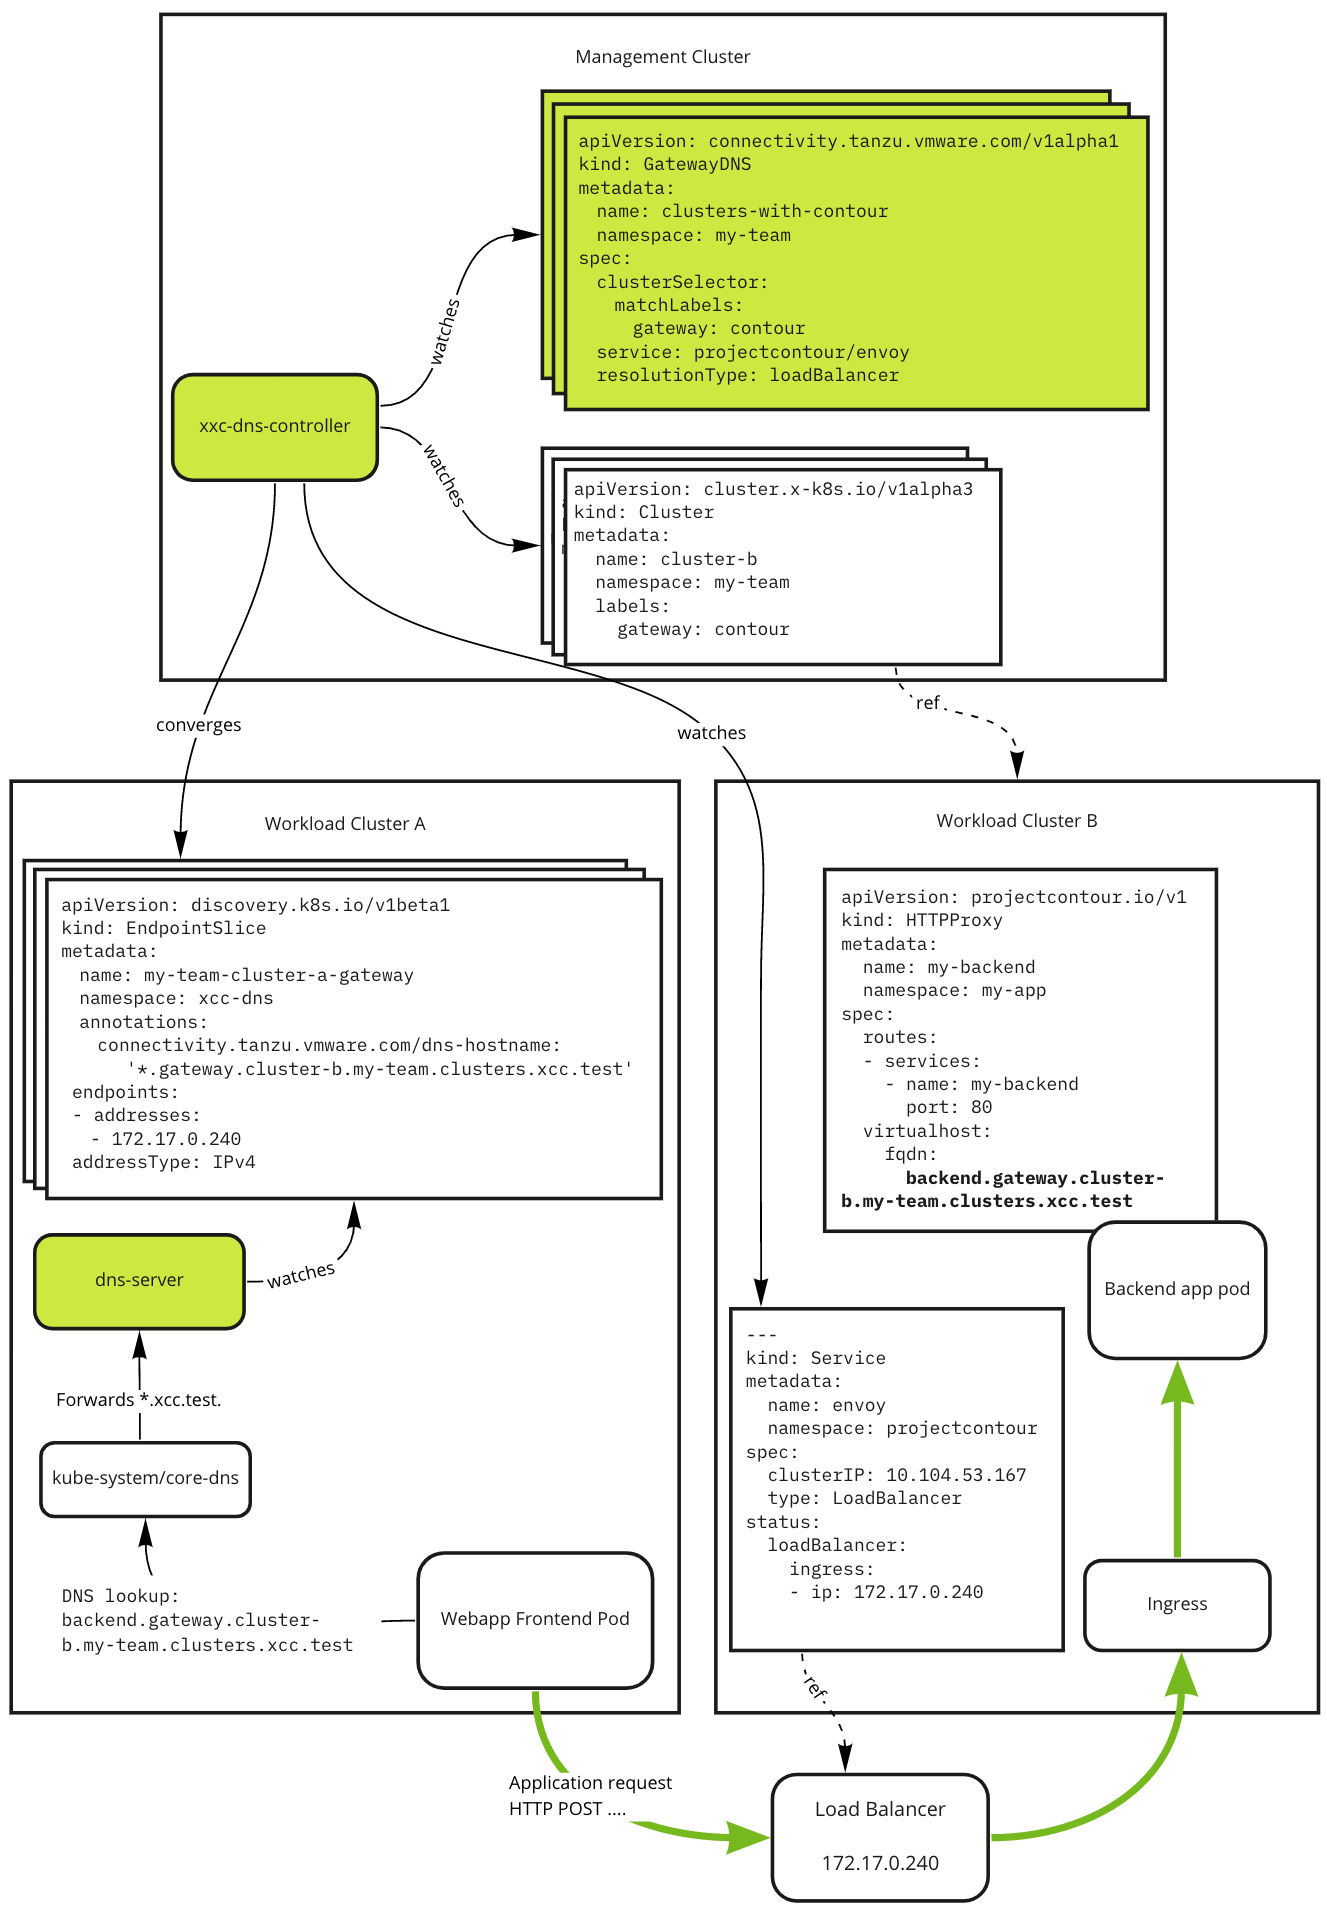 Management Cluster
apiVersion: connectivity.tanzu.vmware.com/v1alpha1
kind: GatewayDNS
metadata:
  name: clusters-with-contour
  namespace: my-team
spec:
  clusterSelector:
    matchLabels:
      gateway: contour
  service: projectcontour/envoy
  resolutionType: loadBalancer
watches
xxc-dns-controller
watches
apiVersion: cluster.x-k8s.io/v1alpha3
kind: Cluster
metadata:
  name: cluster-b
  namespace: my-team
  labels:
    gateway: contour
ref
converges
watches
Workload Cluster A
apiVersion: discovery.k8s.io/v1beta1
kind: EndpointSlice
metadata:
  name: my-team-cluster-a-gateway
  namespace: xcc-dns
  annotations:
    connectivity.tanzu.vmware.com/dns-hostname:
      '*.gateway.cluster-b.my-team.clusters.xcc.test'
 endpoints:
 - addresses:
   - 172.17.0.240
 addressType: IPv4
dns-server
watches
Forwards *.xcc.test.
kube-system/core-dns
DNS lookup:
backend.gateway.cluster-
b.my-team.clusters.xcc.test
Webapp Frontend Pod
Workload Cluster B
apiVersion: projectcontour.io/v1
kind: HTTPProxy
metadata:
  name: my-backend
  namespace: my-app
spec:
  routes:
  - services:
    - name: my-backend
      port: 80
  virtualhost:
    fqdn:
      backend.gateway.cluster-
b.my-team.clusters.xcc.test
Backend app pod
---
kind: Service
metadata:
  name: envoy
  namespace: projectcontour
spec:
  clusterIP: 10.104.53.167
  type: LoadBalancer
status:
  loadBalancer:
    ingress:
    - ip: 172.17.0.240
Ingress
ref
Application request
HTTP POST ....
Load Balancer
172.17.0.240